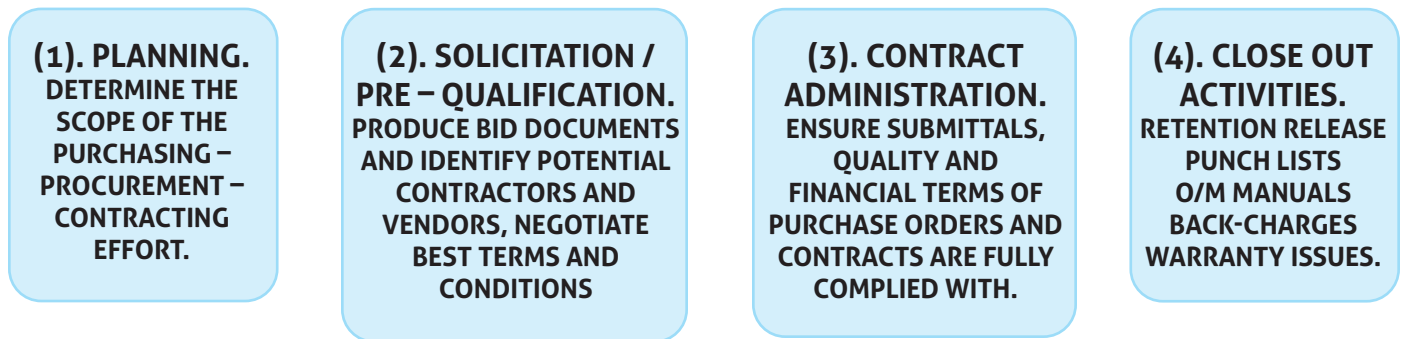 (1). PLANNING.
DETERMINE THE
SCOPE OF THE
PURCHASING –
PROCUREMENT –
CONTRACTING
EFFORT.
(2). SOLICITATION /
PRE – QUALIFICATION.
PRODUCE BID DOCUMENTS
AND IDENTIFY POTENTIAL
CONTRACTORS AND
VENDORS, NEGOTIATE
BEST TERMS AND
CONDITIONS
(3). CONTRACT
ADMINISTRATION.
ENSURE SUBMITTALS,
QUALITY AND
FINANCIAL TERMS OF
PURCHASE ORDERS AND
CONTRACTS ARE FULLY
COMPLIED WITH.
(4). CLOSE OUT
ACTIVITIES.
RETENTION RELEASE
PUNCH LISTS
O/M MANUALS
BACK-CHARGES
WARRANTY ISSUES.